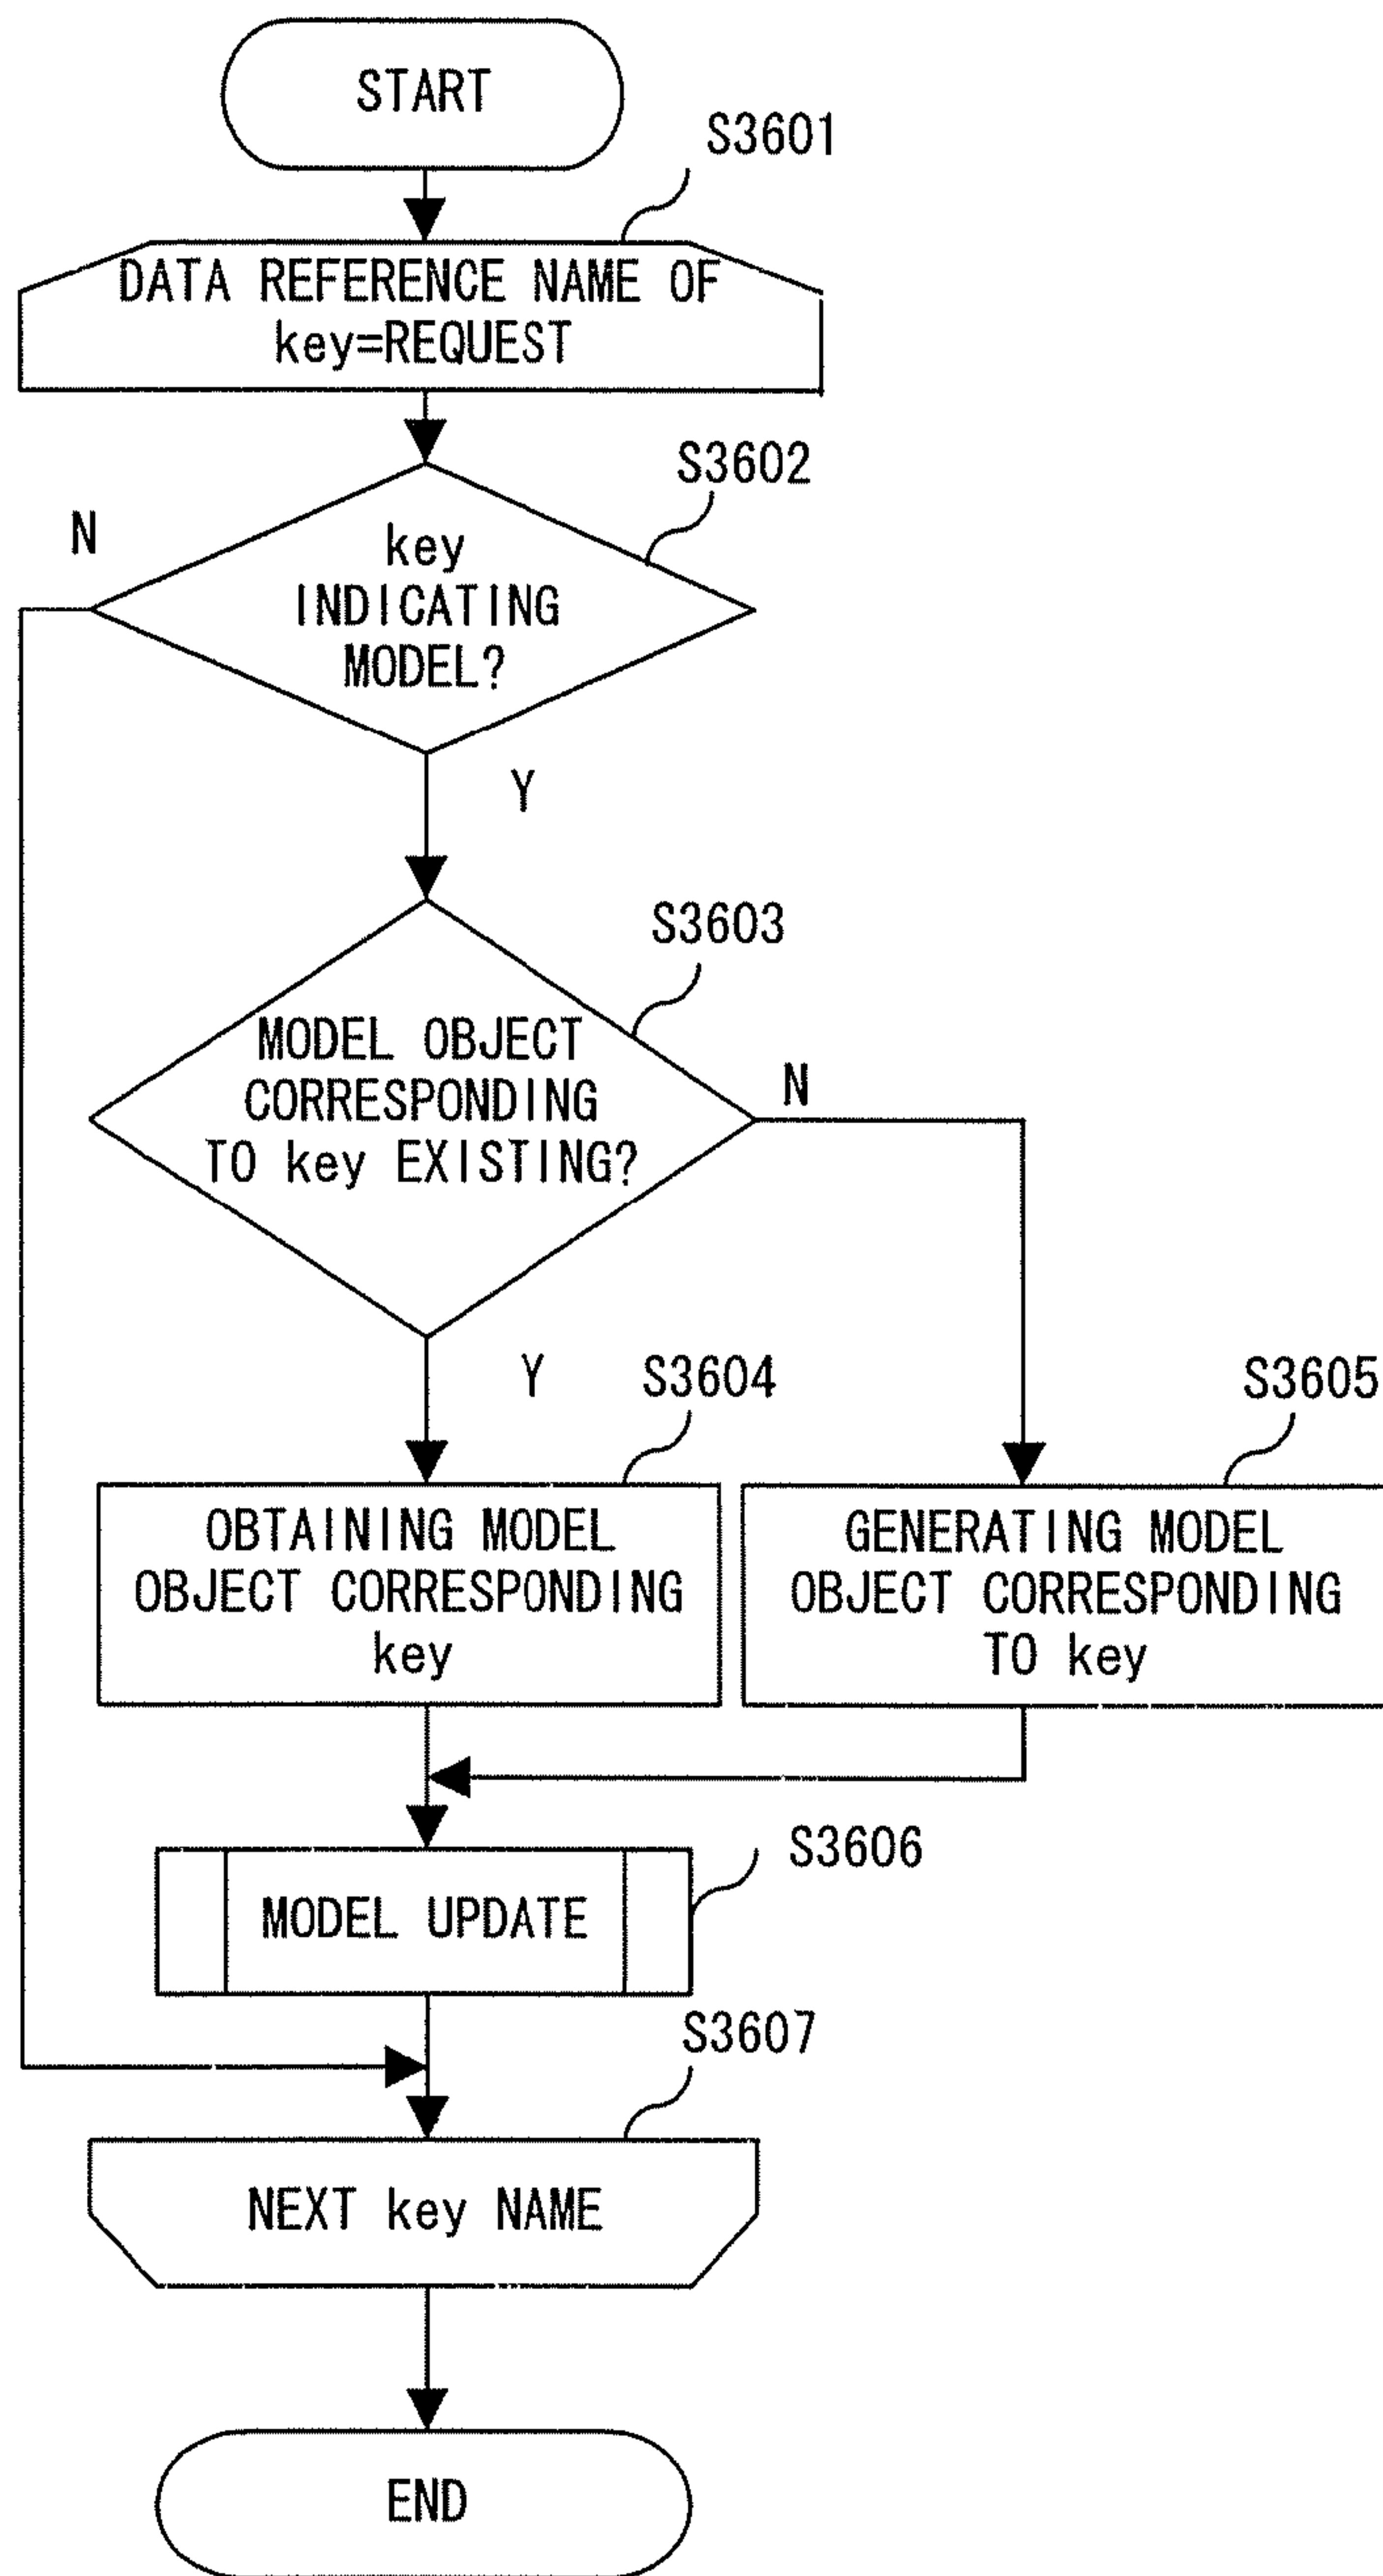 START
S3601
DATA REFERENCE NAME OF
key=REQUEST
S3602
N
key
INDICATING
MODEL?
Y
S3603
MODEL OBJECT
CORRESPONDING
TO key EXISTING?
N
Y
S3604
S3605
OBTAINING MODEL
OBJECT CORRESPONDING
key
GENERATING MODEL
OBJECT CORRESPONDING
TO key
S3606
MODEL UPDATE
S3607
NEXT key NAME
END